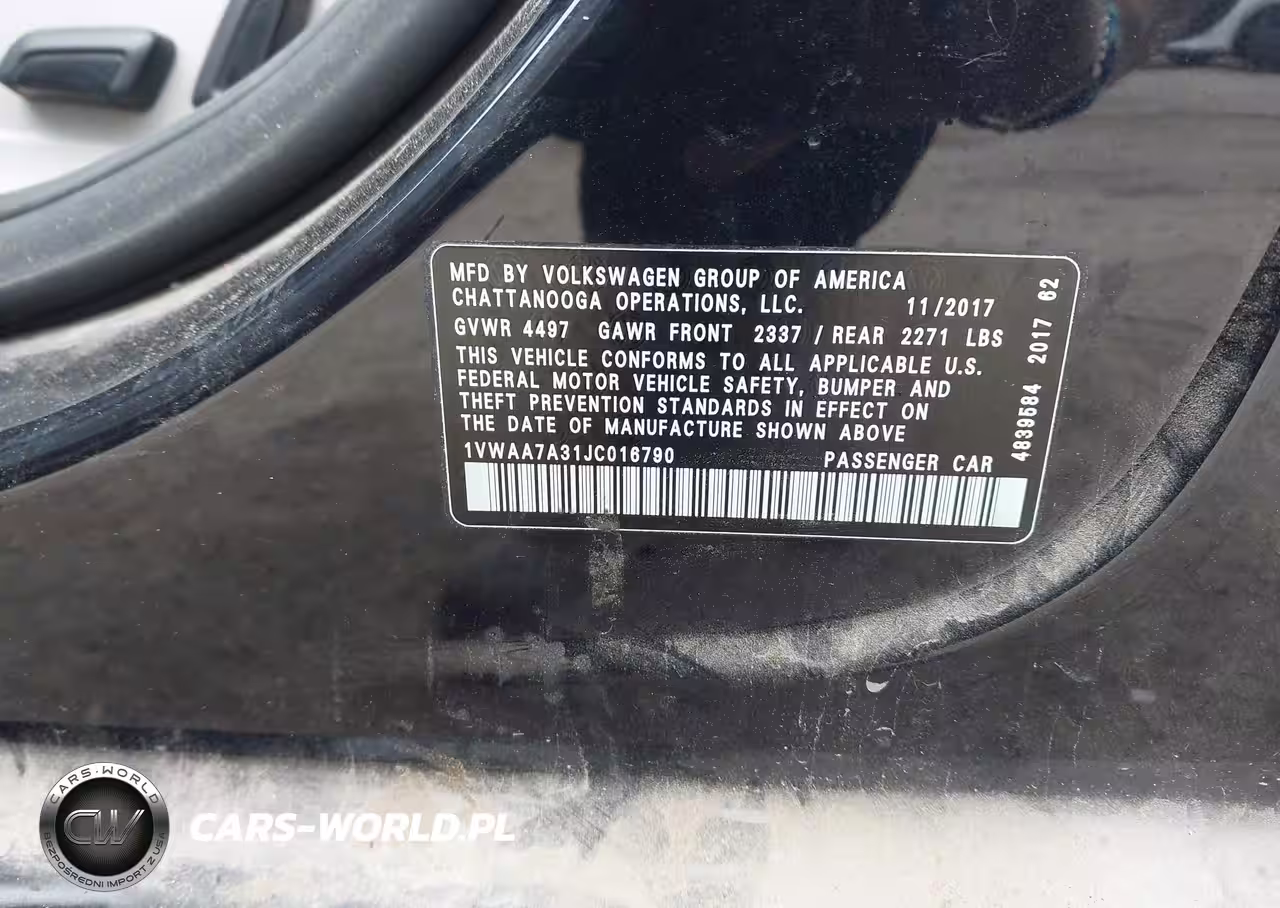 MFD BY VOLKSWAGEN GROUP OF AMERICA
CHATTANOOGA OPERATIONS, LLC. 11/2017
GVWR 4497 GAWR FRONT 2337 / REAR 2271 LBS
THIS VEHICLE CONFORMS TO ALL APPLICABLE U.S.
FEDERAL MOTOR VEHICLE SAFETY, BUMPER AND
THEFT PREVENTION STANDARDS IN EFFECT ON
THE DATE OF MANUFACTURE SHOWN ABOVE
1VWAA7A31JC016790 PASSENGER CAR
4839584 2017 62
CARS-WORLD
CW
BEZPOŚREDNI IMPORT Z USA
CARS-WORLD.PL